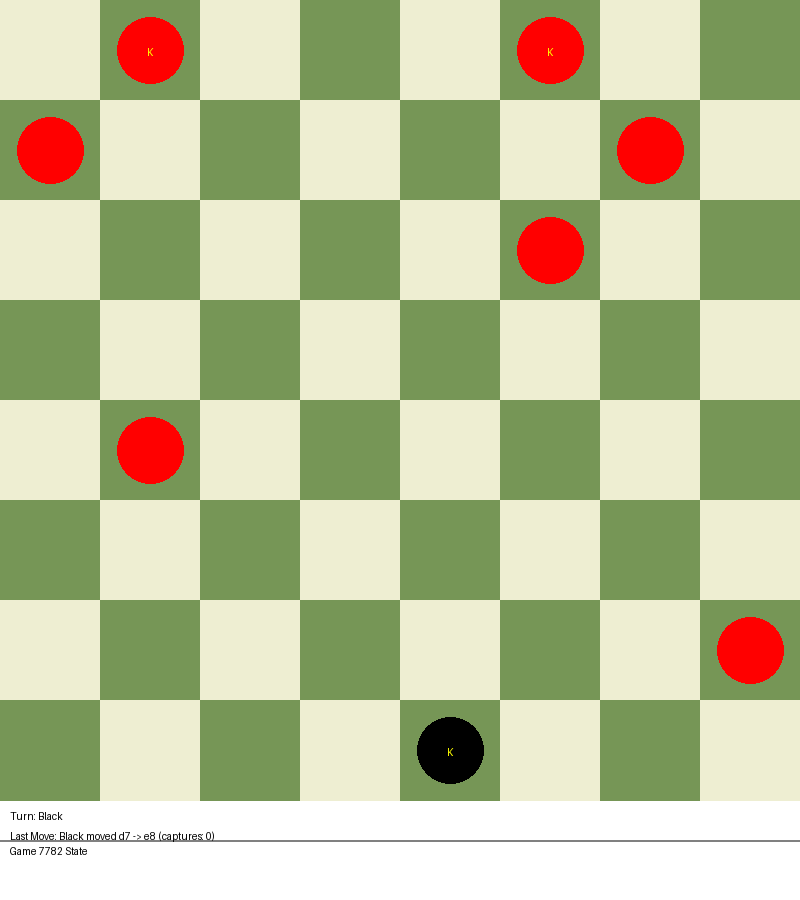 K K
K
Turn: Black
Last Move: Black moved d7 -> e8 (captures: 0)
Game 7782 State